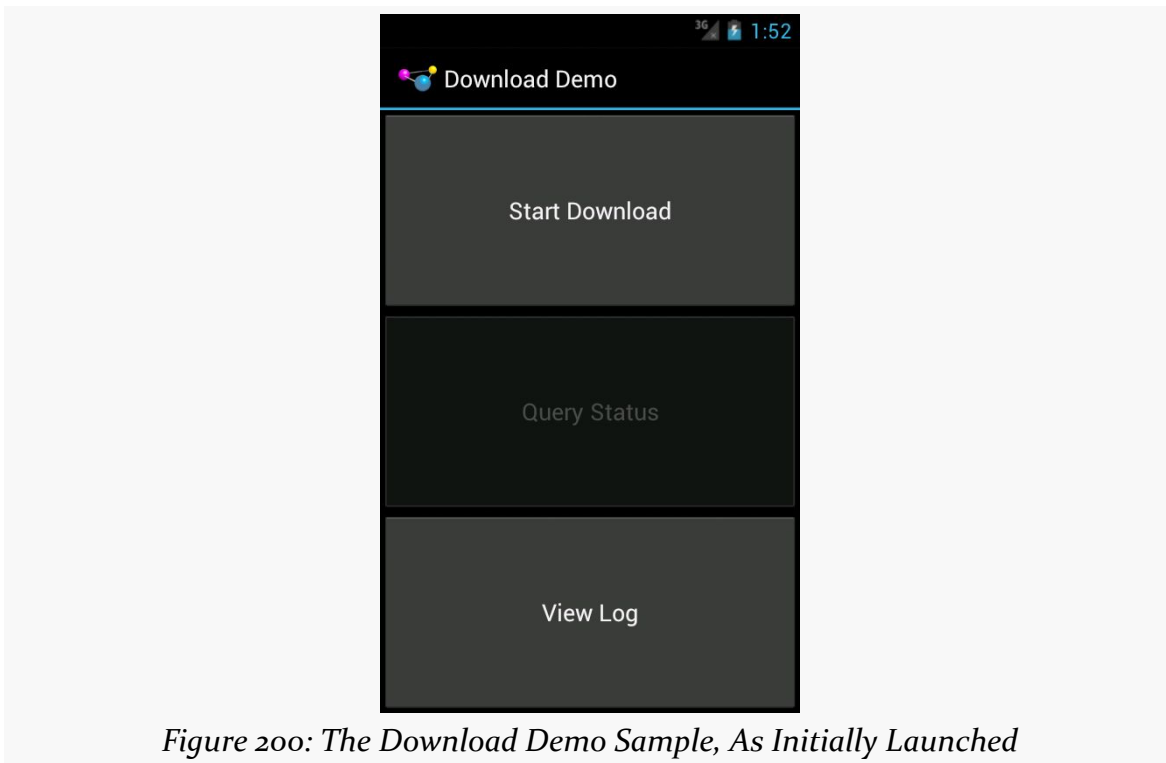 3G 1:52
Download Demo
Start Download
Query Status
View Log
Figure 200: The Download Demo Sample, As Initially Launched